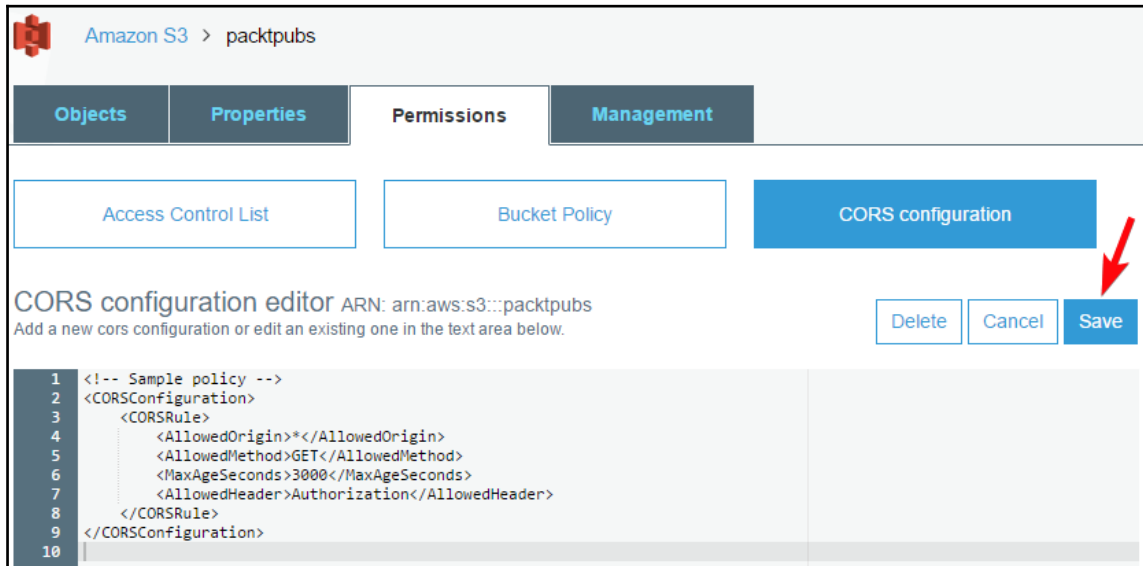 Amazon S3 > packtpubs
Objects Properties Permissions Management
Access Control List Bucket Policy CORS configuration
CORS configuration editor ARN: arn:aws:s3:::packtpubs
Add a new cors configuration or edit an existing one in the text area below.
Delete Cancel Save
1 <!-- Sample policy -->
2 <CORSConfiguration>
3 <CORSRule>
4 <AllowedOrigin>*</AllowedOrigin>
5 <AllowedMethod>GET</AllowedMethod>
6 <MaxAgeSeconds>3000</MaxAgeSeconds>
7 <AllowedHeader>Authorization</AllowedHeader>
8 </CORSRule>
9 </CORSConfiguration>
10